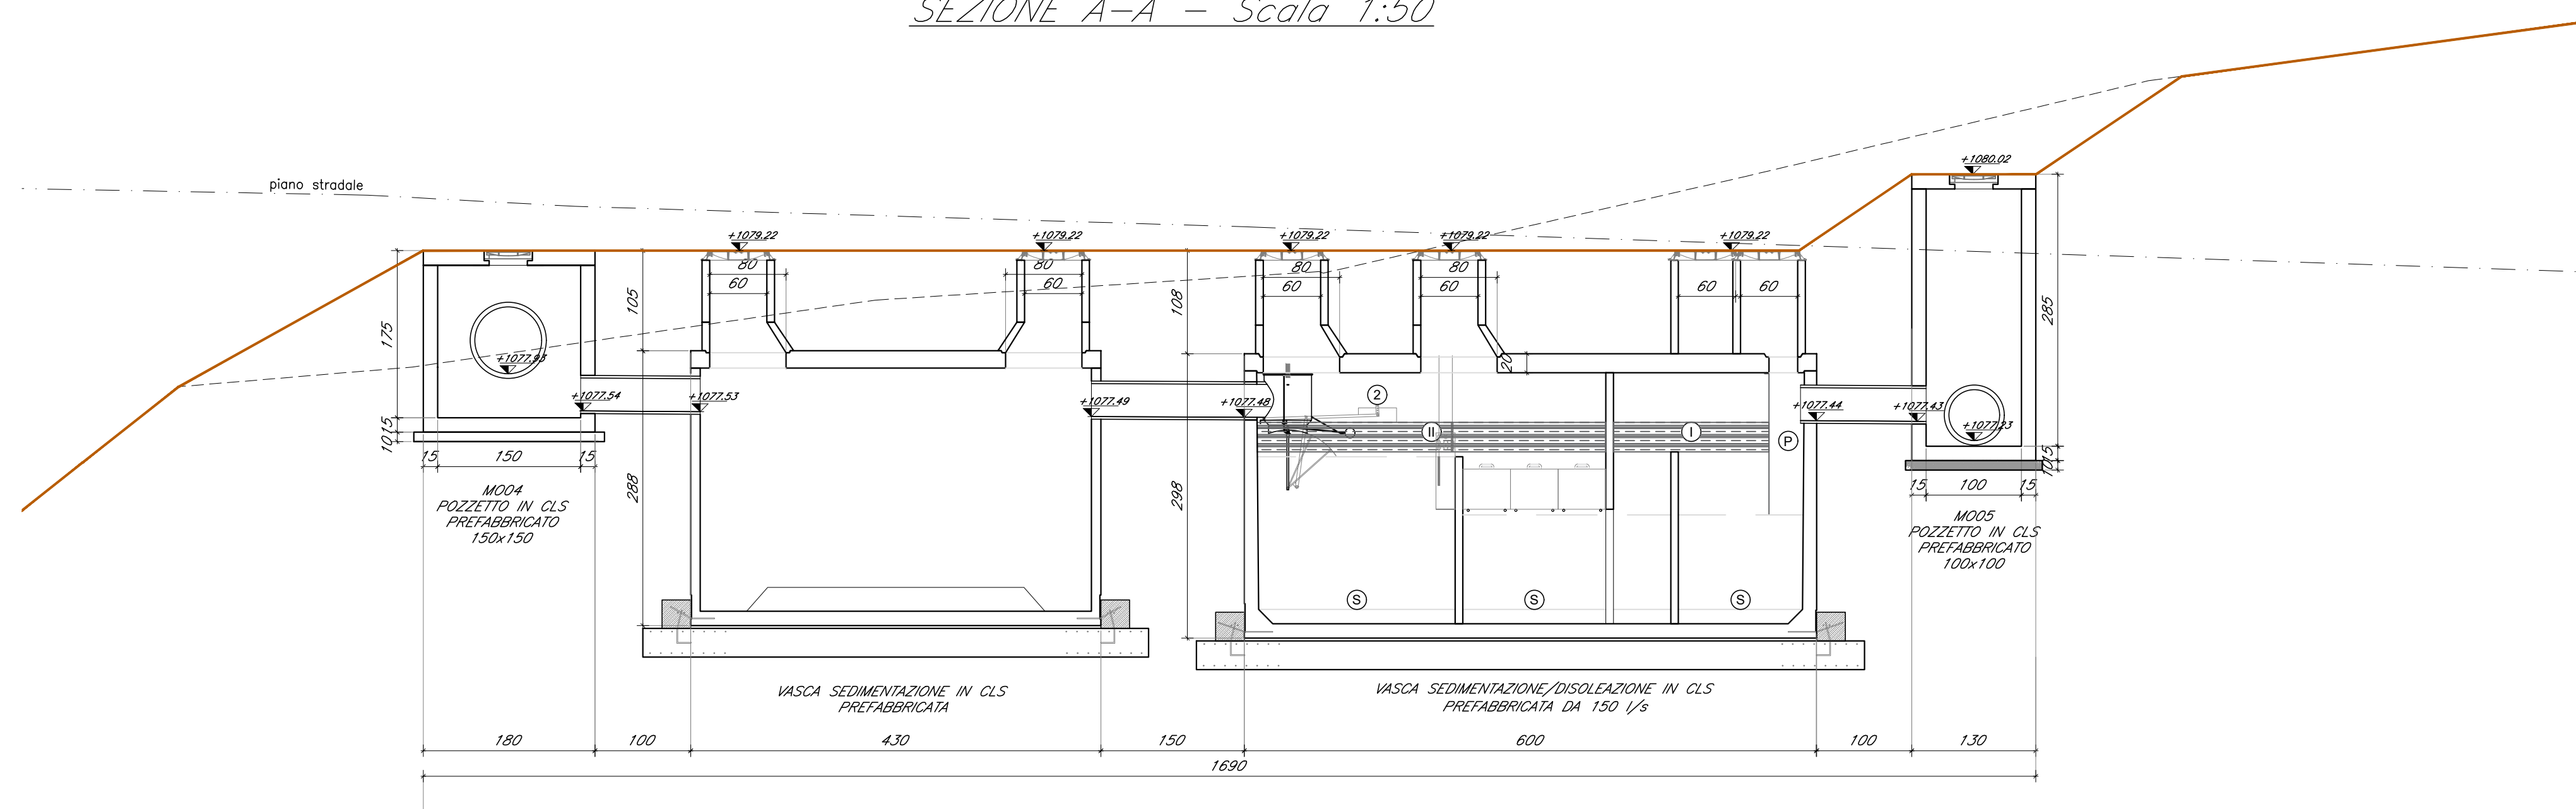 SEZIONE A-A - Scala 1:50
+1080.02
piano stradale
+1079.22
+1079.22
+1079.22
+1079.22
+1079.22
80
80
80
80
60
60
60
60
60
60
105
108
175
285
+1077.93
20
+1077.54
+1077.53
+1077.49
+1077.48
2
+1077.44
+1077.43
+1077.23
II
I
P
15
10
15
10
15
150
15
15
100
15
288
298
MO04
POZZETTO IN CLS
PREFABBRICATO
150x150
MO05
POZZETTO IN CLS
PREFABBRICATO
100x100
S
S
S
VASCA SEDIMENTAZIONE IN CLS
PREFABBRICATA
VASCA SEDIMENTAZIONE/DISOLEAZIONE IN CLS
PREFABBRICATA DA 150 l/s
180
100
430
150
600
100
130
1690